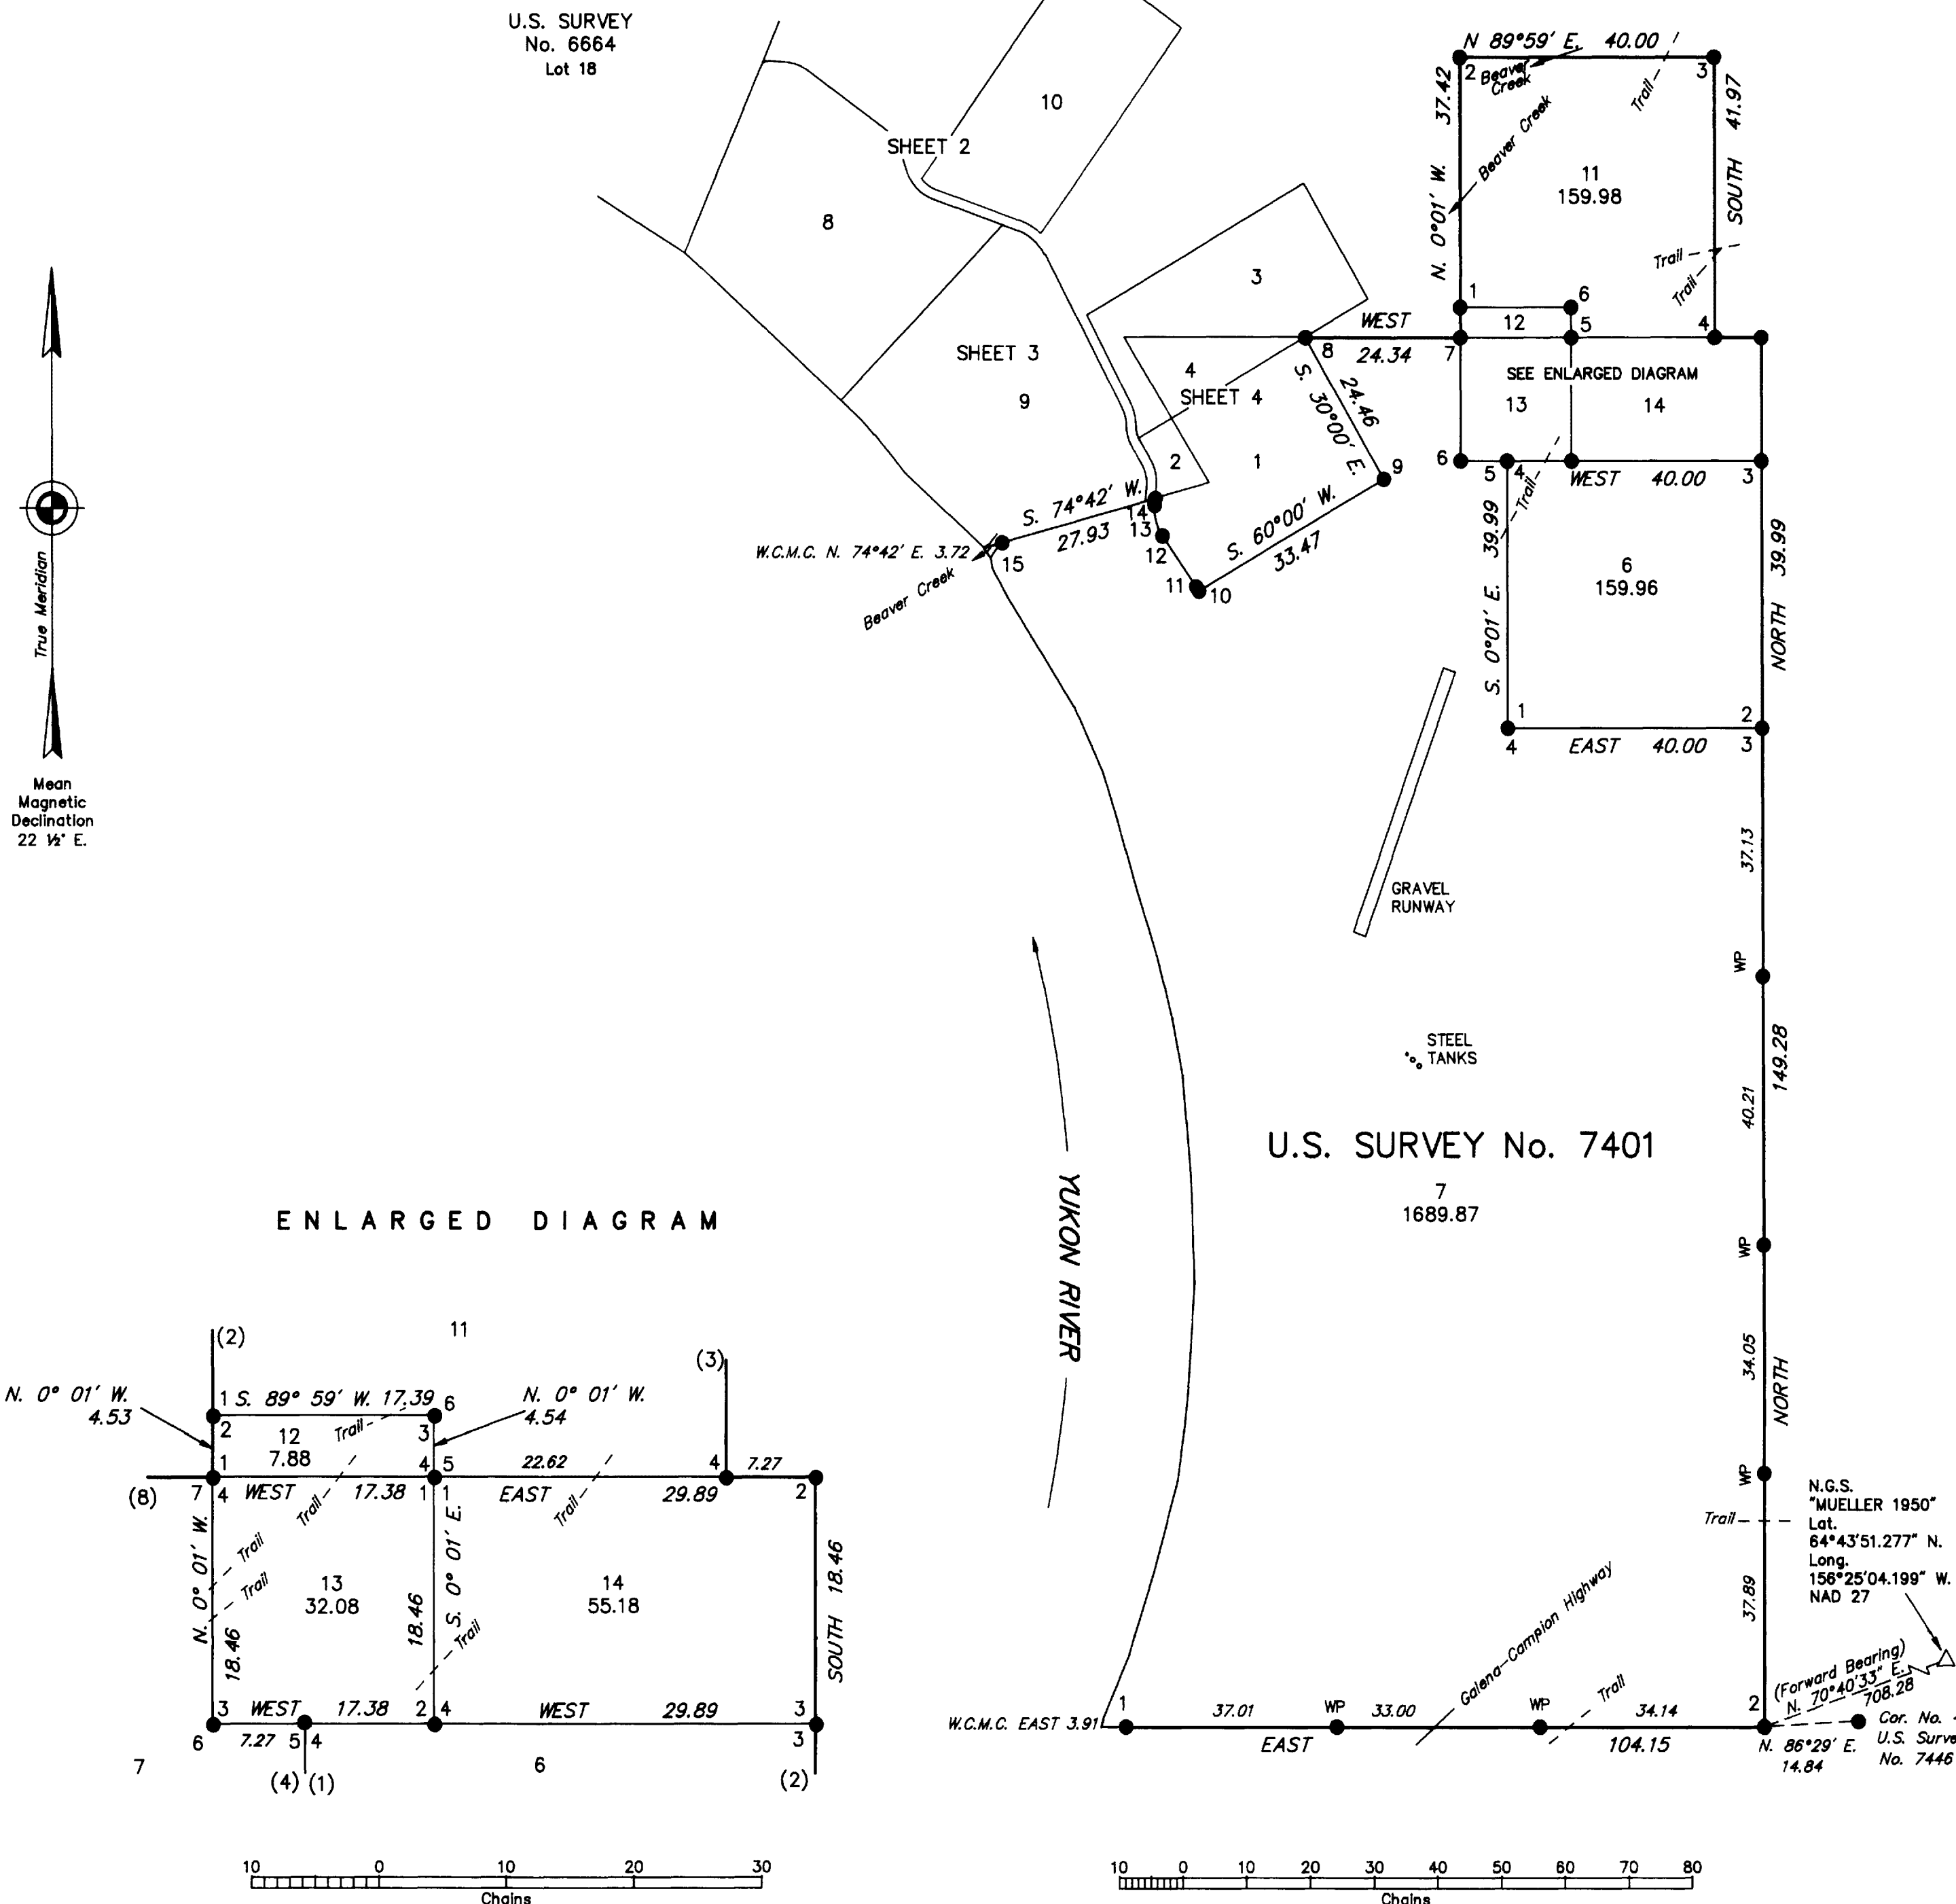 U.S. SURVEY
No. 6664
Lot 18
SHEET 2
10
8
SHEET 3
9
3
4
SHEET 4
2
1
N 89°59' E. 40.00
2
3
Beaver
Creek
Trail
37.42
N. 0°01' W.
Beaver Creek
41.97
SOUTH
11
159.98
Trail
Trail
1
6
12
5
4
WEST
24.34
8
7
SEE ENLARGED DIAGRAM
13
14
24.46
S. 30°00' E.
9
6
5
4
WEST 40.00
3
Trail
S. 74°42' W.
27.93
14
13
12
11
10
S. 60°00' W.
33.47
W.C.M.C. N. 74°42' E. 3.72
15
Beaver Creek
S. 0°01' E. 39.99
6
159.96
NORTH 39.99
1
2
4
EAST 40.00
3
True Meridian
Mean
Magnetic
Declination
22 ½° E.
GRAVEL
RUNWAY
37.13
WP
STEEL
TANKS
40.21
149.28
U.S. SURVEY No. 7401
7
1689.87
YUKON RIVER
WP
34.05
NORTH
WP
Trail
N.G.S.
"MUELLER 1950"
Lat.
64°43'51.277" N.
Long.
156°25'04.199" W.
NAD 27
37.89
Galena-Campion Highway
Trail
(Forward Bearing)
N. 70°40'33" E.
708.28
W.C.M.C. EAST 3.91
1
37.01
WP
33.00
WP
34.14
2
EAST
104.15
N. 86°29' E.
14.84
Cor. No.
U.S. Surve
No. 7446
ENLARGED DIAGRAM
(2)
11
(3)
N. 0° 01' W.
4.53
1 S. 89° 59' W. 17.39 6
N. 0° 01' W.
4.54
2
12
7.88
Trail
3
1
4 5
22.62
4
7.27
(8)
7 4
WEST 17.38
1 1
EAST 29.89
2
N. 0° 01' W.
18.46
Trail
Trail
Trail
13
32.08
18.46
S. 0° 01' E.
Trail
14
55.18
Trail
SOUTH 18.46
3
WEST 17.38
2 4
WEST 29.89
3
6
7.27
5 4
3
7
(4) (1)
6
(2)
10 0 10 20 30
Chains
10 0 10 20 30 40 50 60 70 80
Chains